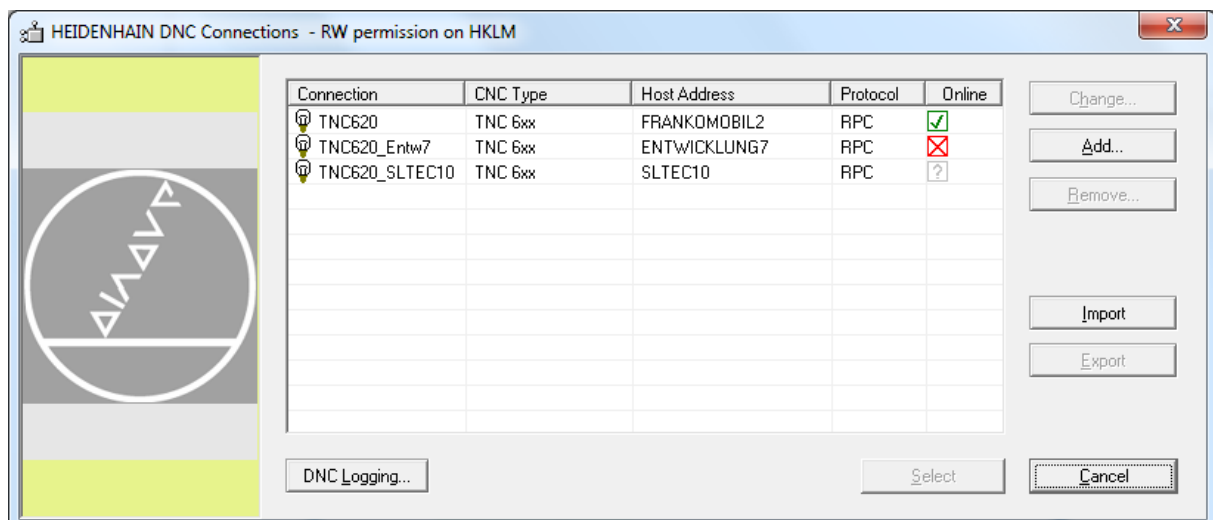 HEIDENHAIN DNC Connections - RW permission on HKLM
Connection CNC Type Host Address Protocol Online
TNC620 TNC 6xx FRANKOMOBIL2 RPC
TNC620_Entw7 TNC 6xx ENTWICKLUNG7 RPC
TNC620_SLTEC10 TNC 6xx SLTEC10 RPC ?
Change...
Add...
Remove...
Import
Export
DNC Logging...
Select
Cancel